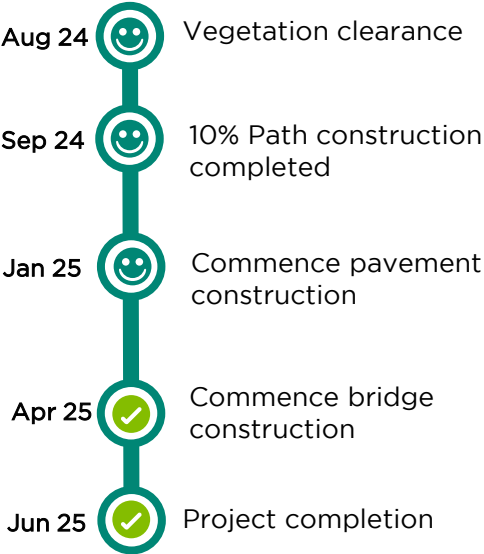 Aug 24
Vegetation clearance
Sep 24
10% Path construction
completed
Jan 25
Commence pavement
construction
Apr 25
Commence bridge
construction
Jun 25
Project completion